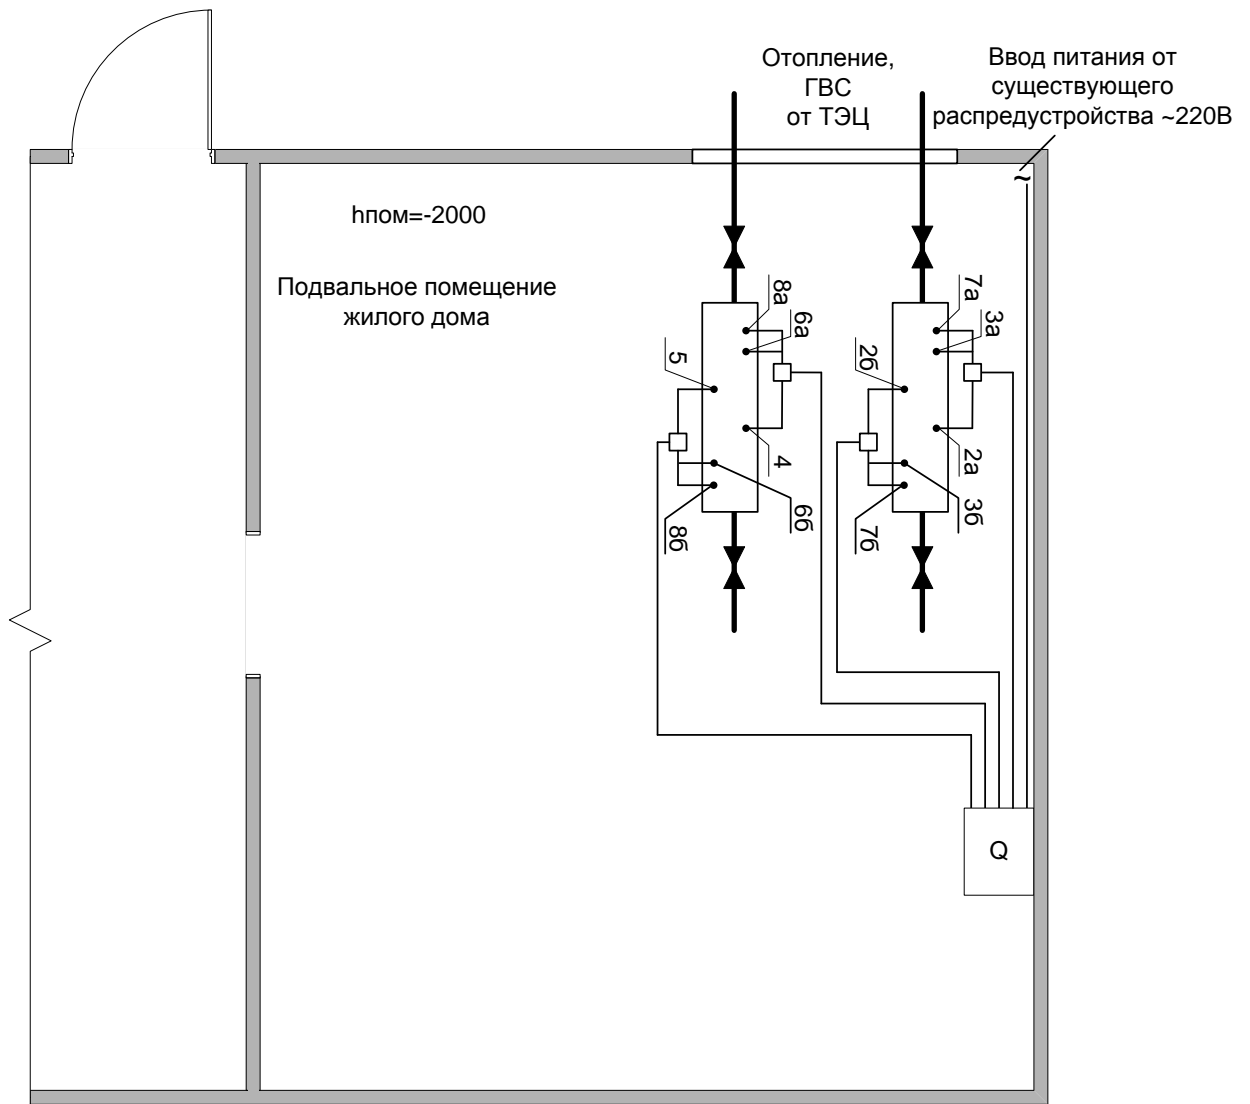 Отопление,
ГВС
от ТЭЦ
Ввод питания от
существующего
распредустройства ~220В
~
hпом=-2000
Подвальное помещение
жилого дома
8а
6а
5
4
6б
8б
7а
3а
2б
2а
3б
7б
Q